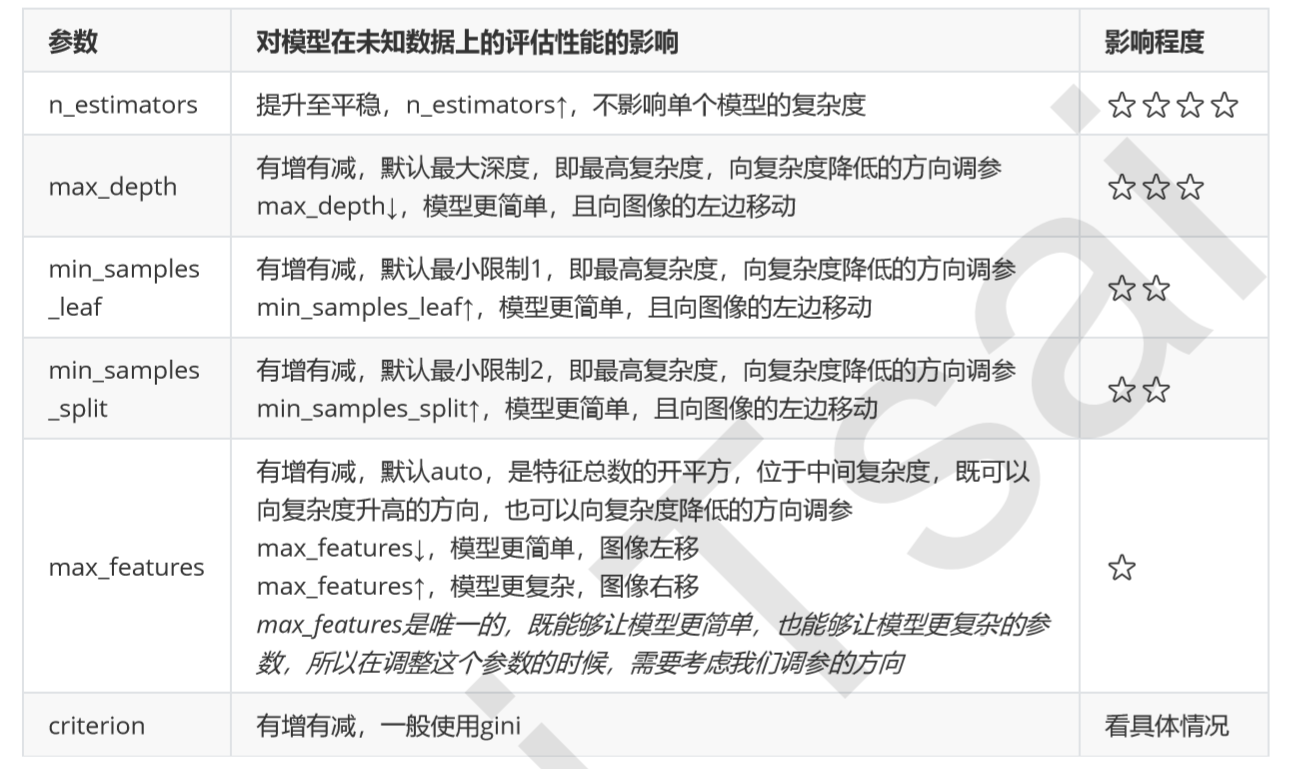 参数 对模型在未知数据上的评估性能的影响 影响程度
n_estimators 提升至平稳，n_estimators↑，不影响单个模型的复杂度 ☆☆☆☆
max_depth
有增有减，默认最大深度，即最高复杂度，向复杂度降低的方向调参
max_depth↓，模型更简单，且向图像的左边移动
☆☆☆
min_samples
_leaf
有增有减，默认最小限制1，即最高复杂度，向复杂度降低的方向调参
min_samples_leaf↑，模型更简单，且向图像的左边移动
☆☆
min_samples
_split
有增有减，默认最小限制2，即最高复杂度，向复杂度降低的方向调参
min_samples_split↑，模型更简单，且向图像的左边移动
☆☆
max_features
有增有减，默认auto，是特征总数的开平方，位于中间复杂度，既可以
向复杂度升高的方向，也可以向复杂度降低的方向调参
max_features↓，模型更简单，图像左移
max_features↑，模型更复杂，图像右移
max_features是唯一的，既能够让模型更简单，也能够让模型更复杂的参
数，所以在调整这个参数的时候，需要考虑我们调参的方向
☆
criterion 有增有减，一般使用gini 看具体情况
i Tsai